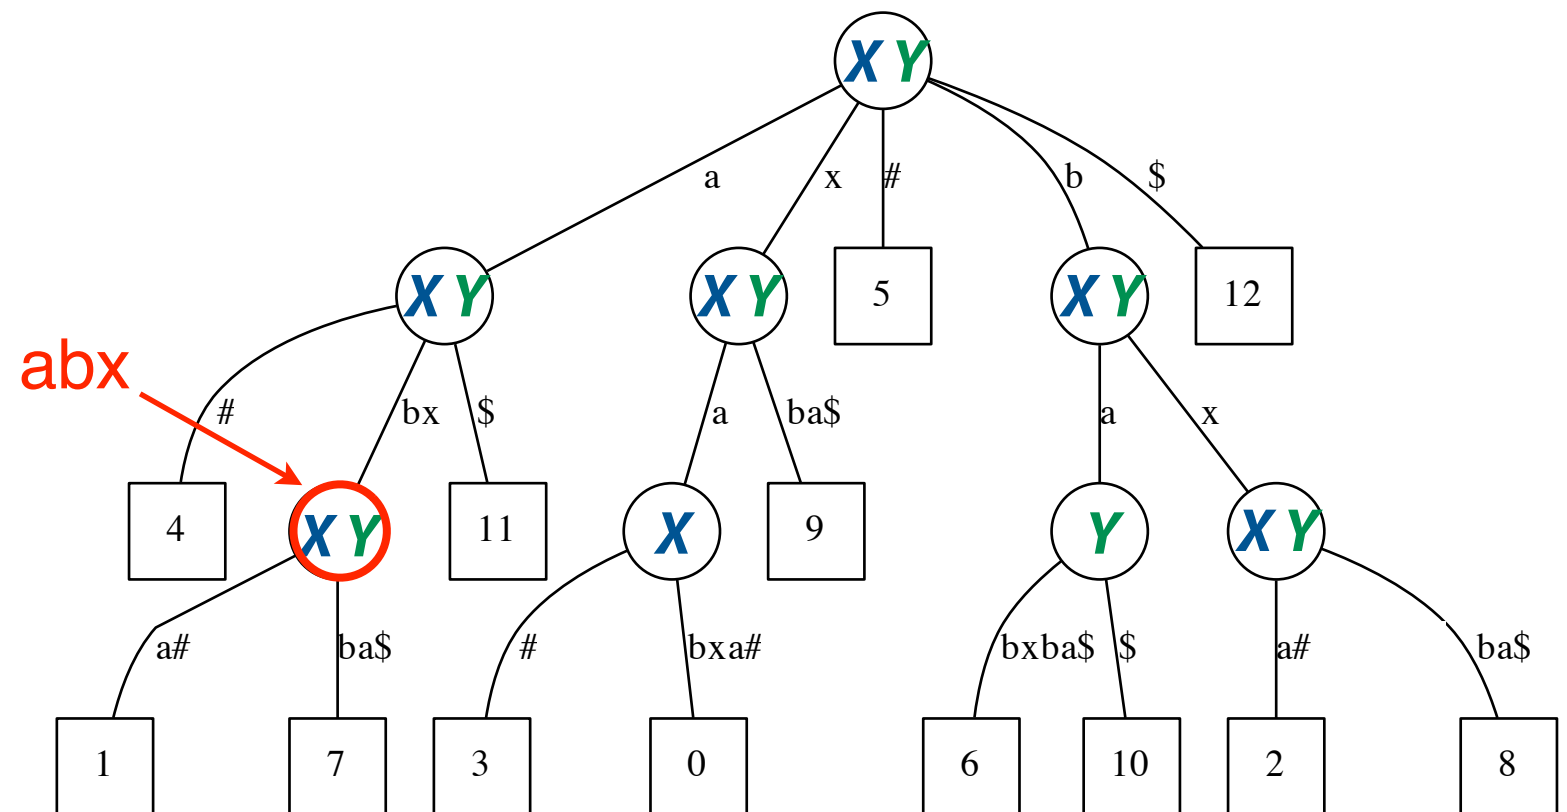 X Y
a x # b $
X Y X Y 5 X Y 12
abx
# bx $ a ba$ a x
4 X Y 11 X 9 Y X Y
a# ba$ # bxa# bxba$ $ a# ba$
1 7 3 0 6 10 2 8